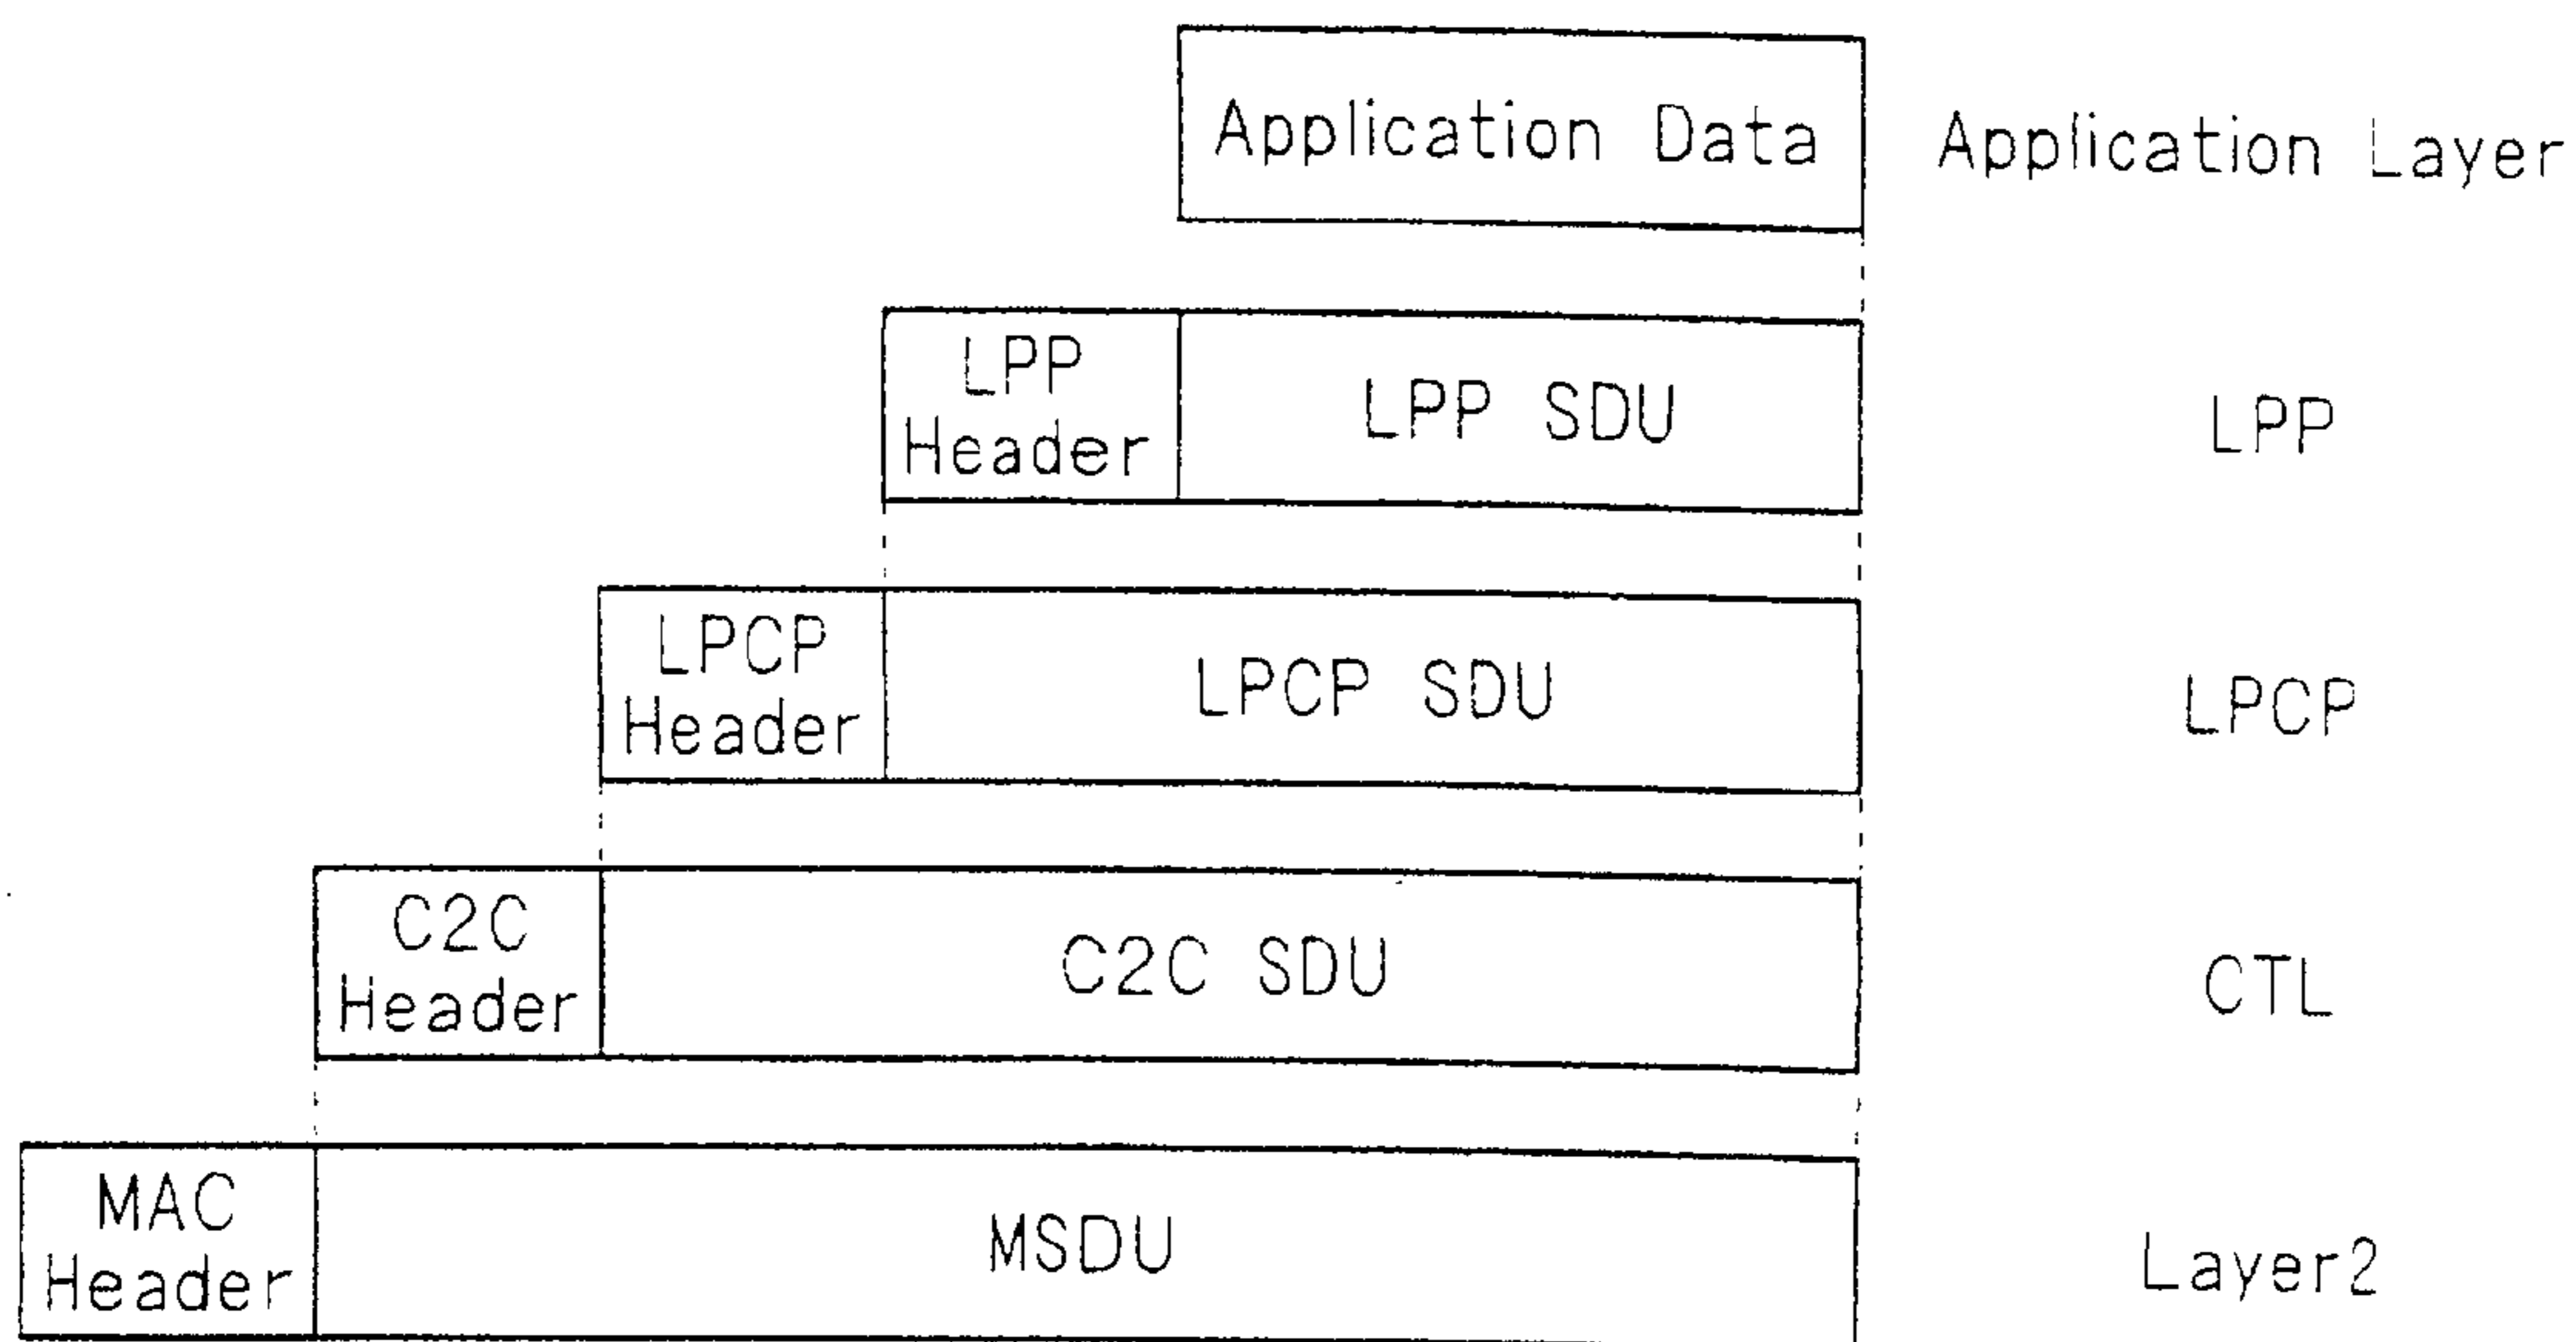 Application Data
Application Layer
LPP
Header
LPP SDU
LPP
LPCP
Header
LPCP SDU
LPCP
C2C
Header
C2C SDU
CTL
MAC
Header
MSDU
Layer2